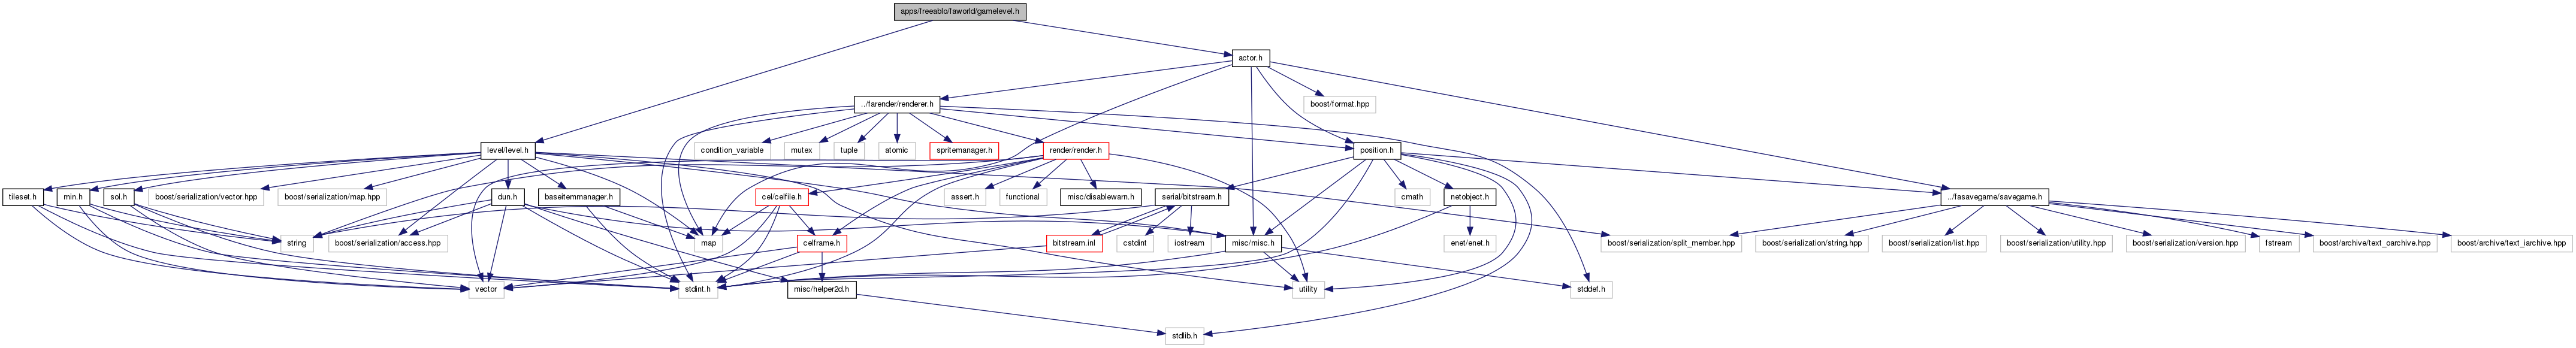 apps/freeablo/faworld/gamelevel.h
actor.h
../farender/renderer.h
boost/format.hpp
level/level.h
condition_variable
mutex
tuple
atomic
spritemanager.h
render/render.h
position.h
tileset.h
min.h
sol.h
boost/serialization/vector.hpp
boost/serialization/map.hpp
dun.h
baseitemmanager.h
cel/celfile.h
assert.h
functional
misc/disablewarn.h
serial/bitstream.h
cmath
netobject.h
../fasavegame/savegame.h
string
boost/serialization/access.hpp
map
celframe.h
bitstream.inl
cstdint
iostream
misc/misc.h
enet/enet.h
boost/serialization/split_member.hpp
boost/serialization/string.hpp
boost/serialization/list.hpp
boost/serialization/utility.hpp
boost/serialization/version.hpp
fstream
boost/archive/text_oarchive.hpp
boost/archive/text_iarchive.hpp
vector
stdint.h
misc/helper2d.h
utility
stddef.h
stdlib.h